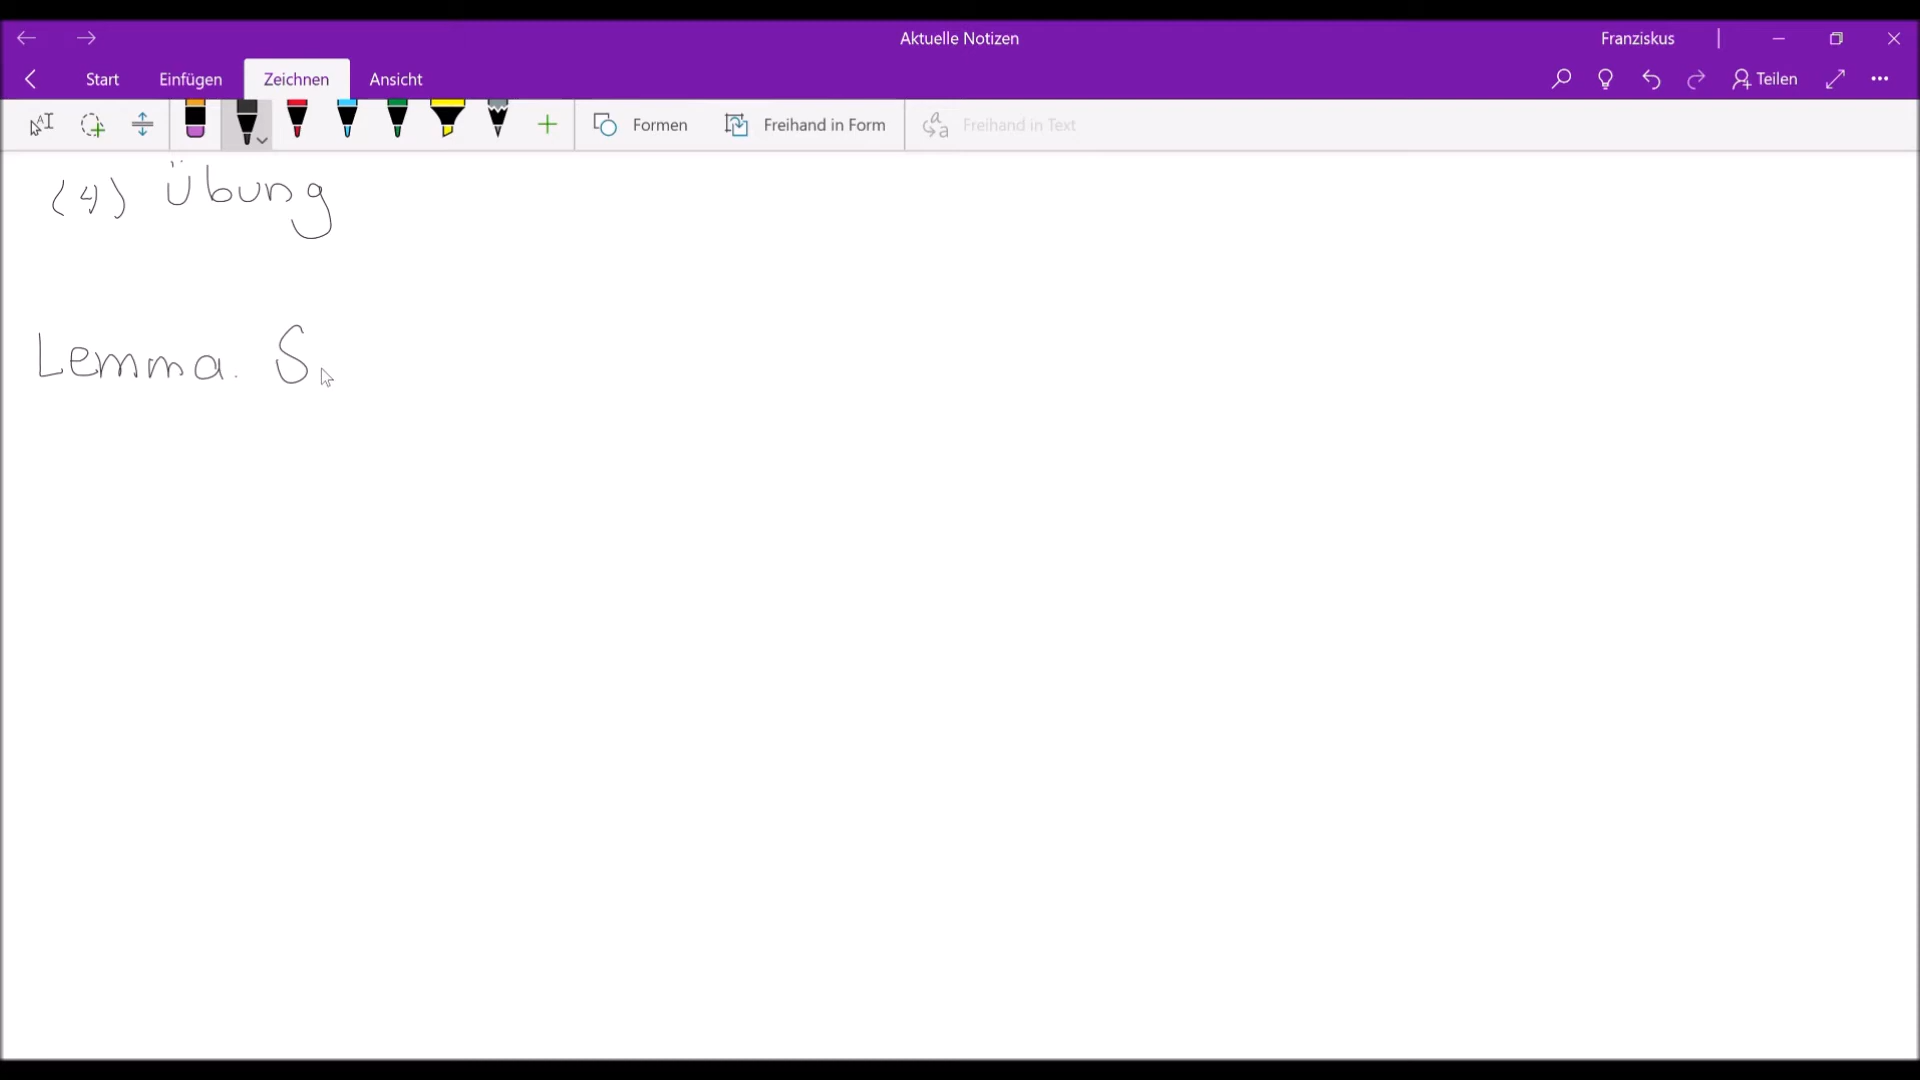 Aktuelle Notizen Franziskus
Start Einfügen Zeichnen Ansicht Teilen
Formen Freihand in Form Freihand in Text
(4) Übung
Lemma. S